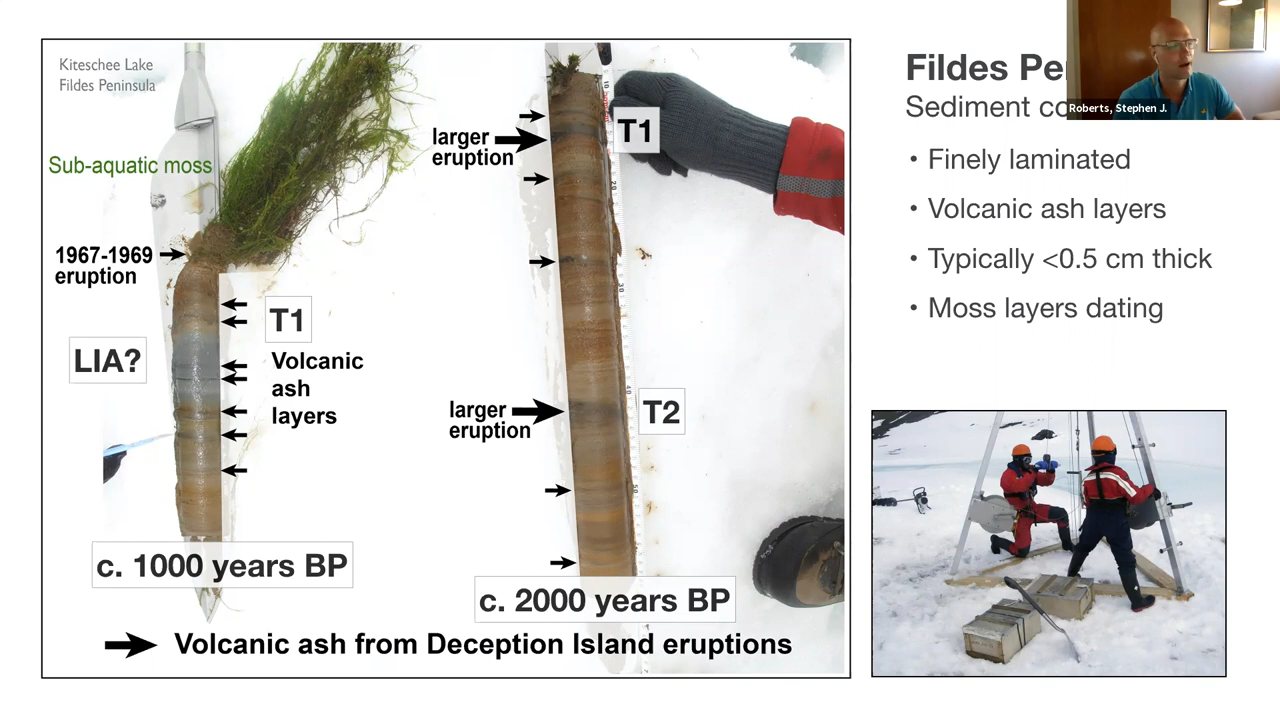 Kiteschee Lake
Fildes Peninsula
Sub-aquatic moss
1967-1969
eruption
T1
LIA?
Volcanic
ash
layers
c. 1000 years BP
larger
eruption
T1
larger
eruption
T2
c. 2000 years BP
Volcanic ash from Deception Island eruptions
Fildes
Sediment
• Finely laminated
• Volcanic ash layers
• Typically <0.5 cm thick
• Moss layers dating
Roberts, Stephen J.